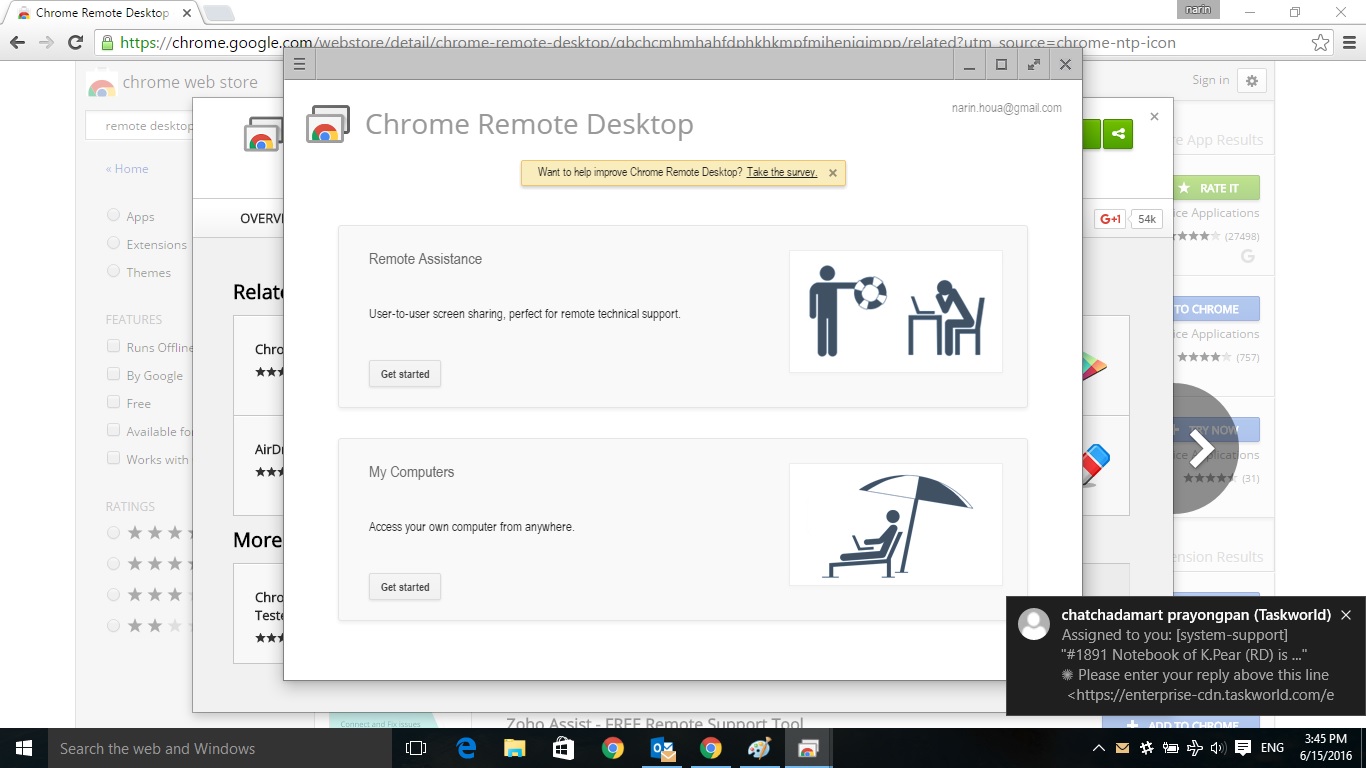 Chrome Remote Desktop
narin
https://chrome.google.com/webstore/detail/chrome-remote-desktop/gbchcmhmhahfdphkhkmpfmihenigjmpp/related?utm_source=chrome-ntp-icon
chrome web store
Sign in
remote desktop
« Home
Apps
Extensions
Themes
FEATURES
Runs Offline
By Google
Free
Available fo
Works with
RATINGS
OVERV
Relate
Chro
AirDr
More
Chro
Teste
narin.houa@gmail.com
Chrome Remote Desktop
Want to help improve Chrome Remote Desktop? Take the survey.
Remote Assistance
User-to-user screen sharing, perfect for remote technical support.
Get started
My Computers
Access your own computer from anywhere.
Get started
G+1 54k
re App Results
RATE IT
ice Applications
(27498)
TO CHROME
ice Applications
(757)
TRY NOW
ice Applications
(31)
ension Results
chatchadamart prayongpan (Taskworld)
Assigned to you: [system-support]
"#1891 Notebook of K.Pear (RD) is ..."
✺ Please enter your reply above this line
<https://enterprise-cdn.taskworld.com/e
Connect and Fix Issues
Zoho Assist - FREE Remote Support Tool
ADD TO CHROME
Search the web and Windows
ENG
3:45 PM
6/15/2016